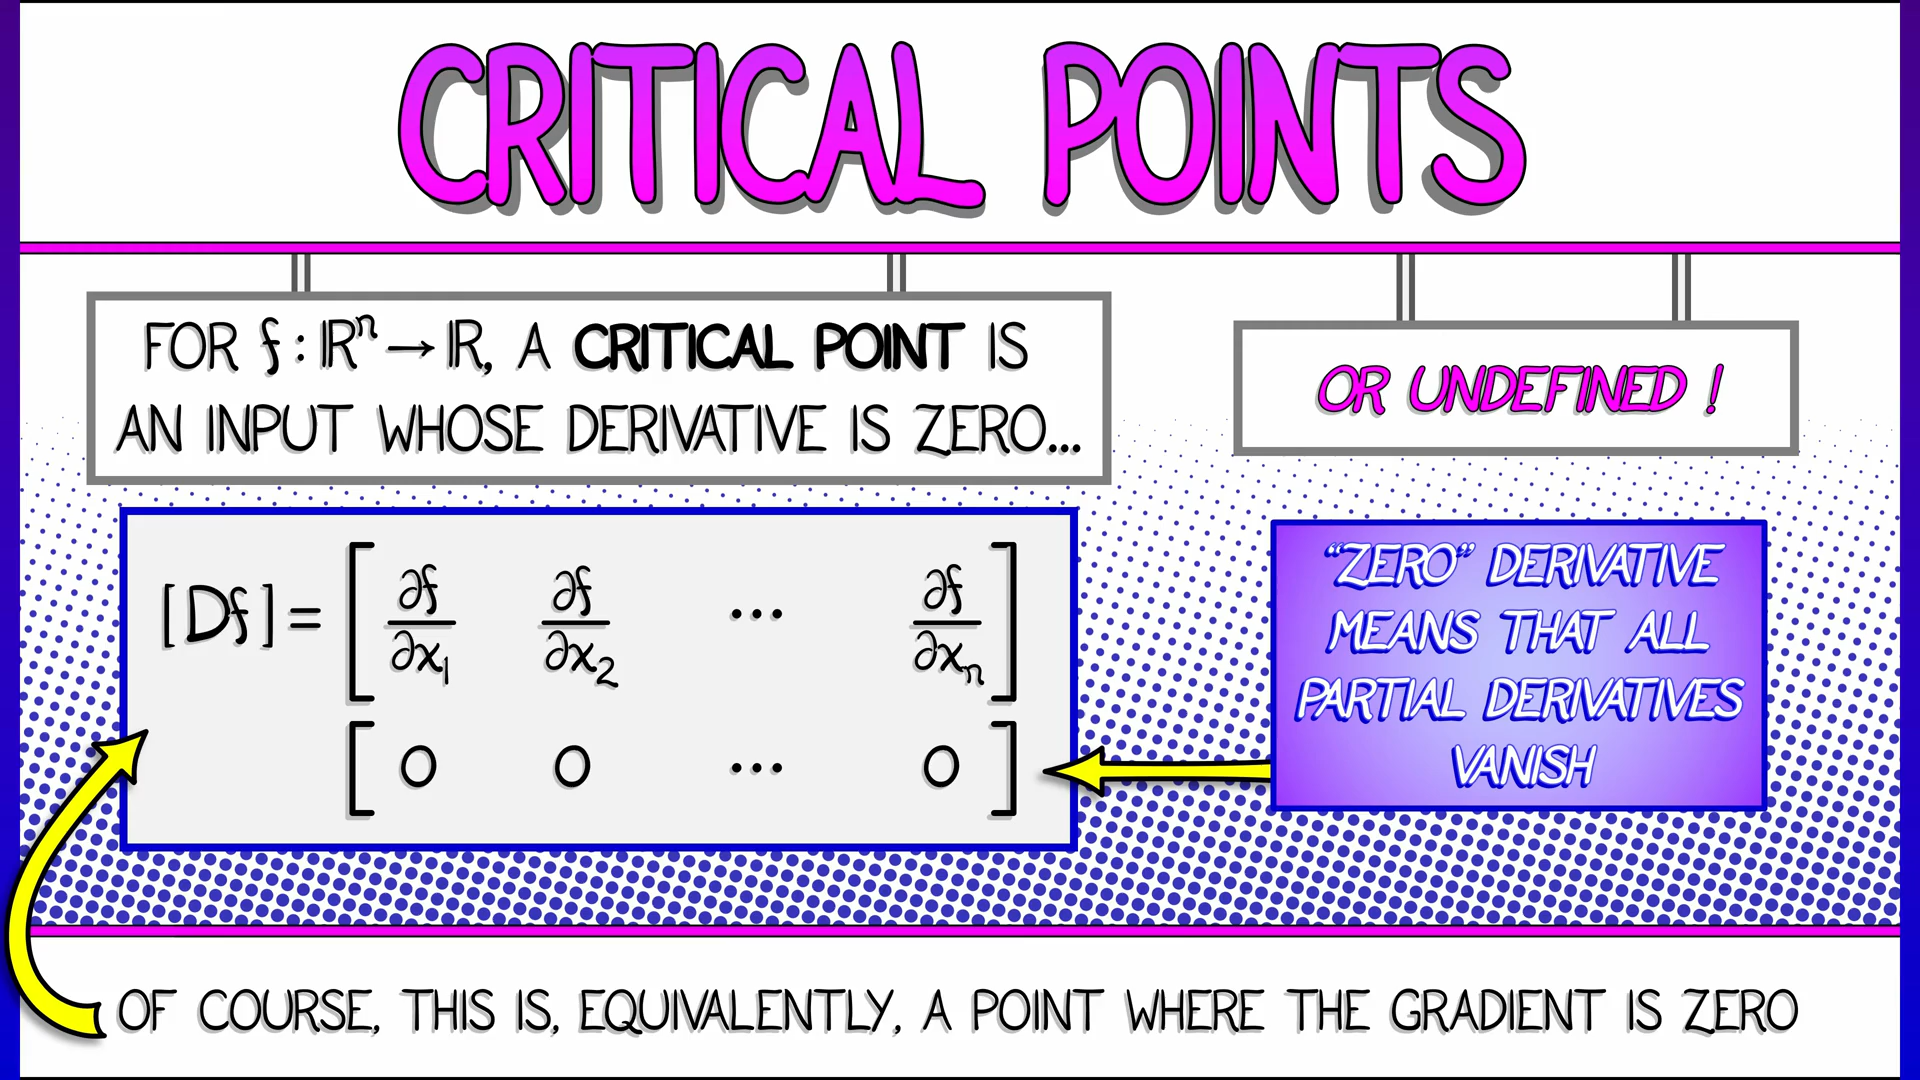 CRITICAL POINTS
FOR f : ℝⁿ → ℝ, A CRITICAL POINT IS
AN INPUT WHOSE DERIVATIVE IS ZERO...
OR UNDEFINED !
[Df] = [ ∂f/∂x₁ ∂f/∂x₂ ... ∂f/∂xₙ ]
[ 0 0 ... 0 ]
“ZERO” DERIVATIVE
MEANS THAT ALL
PARTIAL DERIVATIVES
VANISH
OF COURSE, THIS IS, EQUIVALENTLY, A POINT WHERE THE GRADIENT IS ZERO